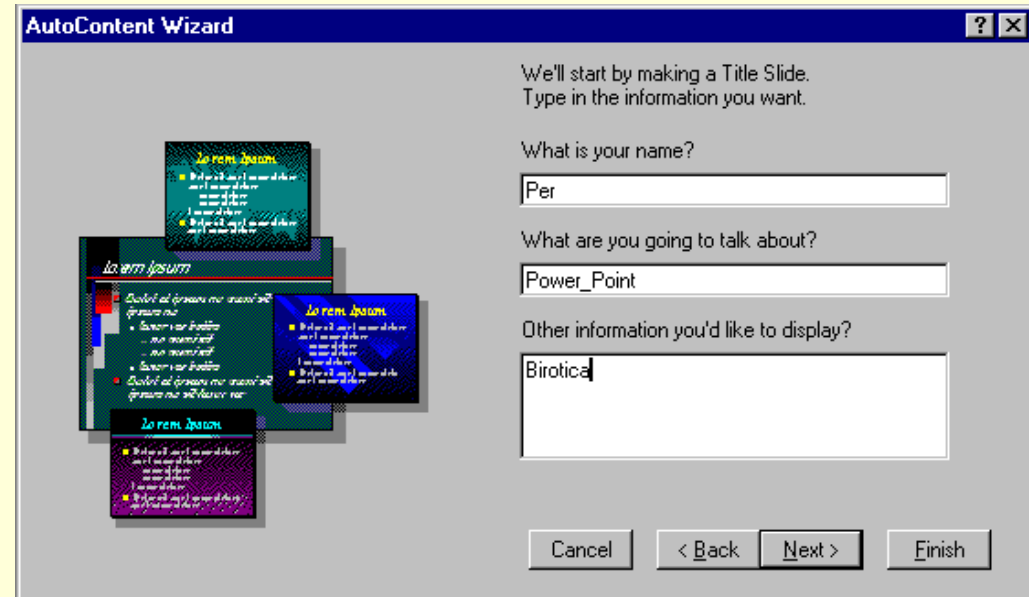 AutoContent Wizard
We'll start by making a Title Slide.
Type in the information you want.
What is your name?
Per
What are you going to talk about?
Power_Point
Other information you'd like to display?
Birotica
Lorem Ipsum
Lorem Ipsum
Lorem Ipsum
Lorem Ipsum
Cancel
< Back
Next >
Finish